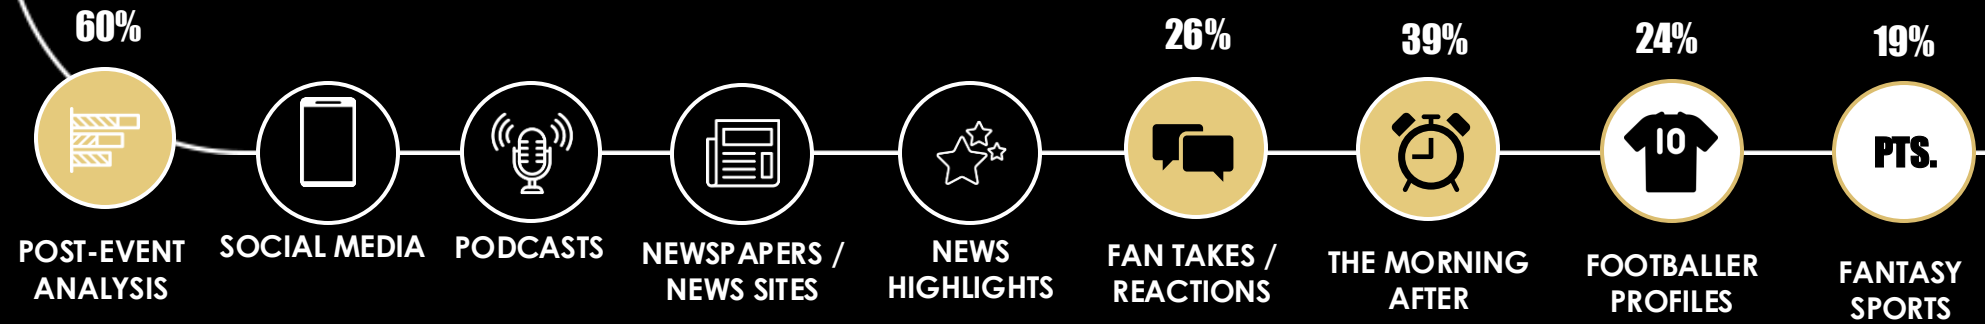 60%
26%
39%
24%
19%
10
PTS.
POST-EVENT
ANALYSIS
SOCIAL MEDIA
PODCASTS
NEWSPAPERS /
NEWS SITES
NEWS
HIGHLIGHTS
FAN TAKES /
REACTIONS
THE MORNING
AFTER
FOOTBALLER
PROFILES
FANTASY
SPORTS